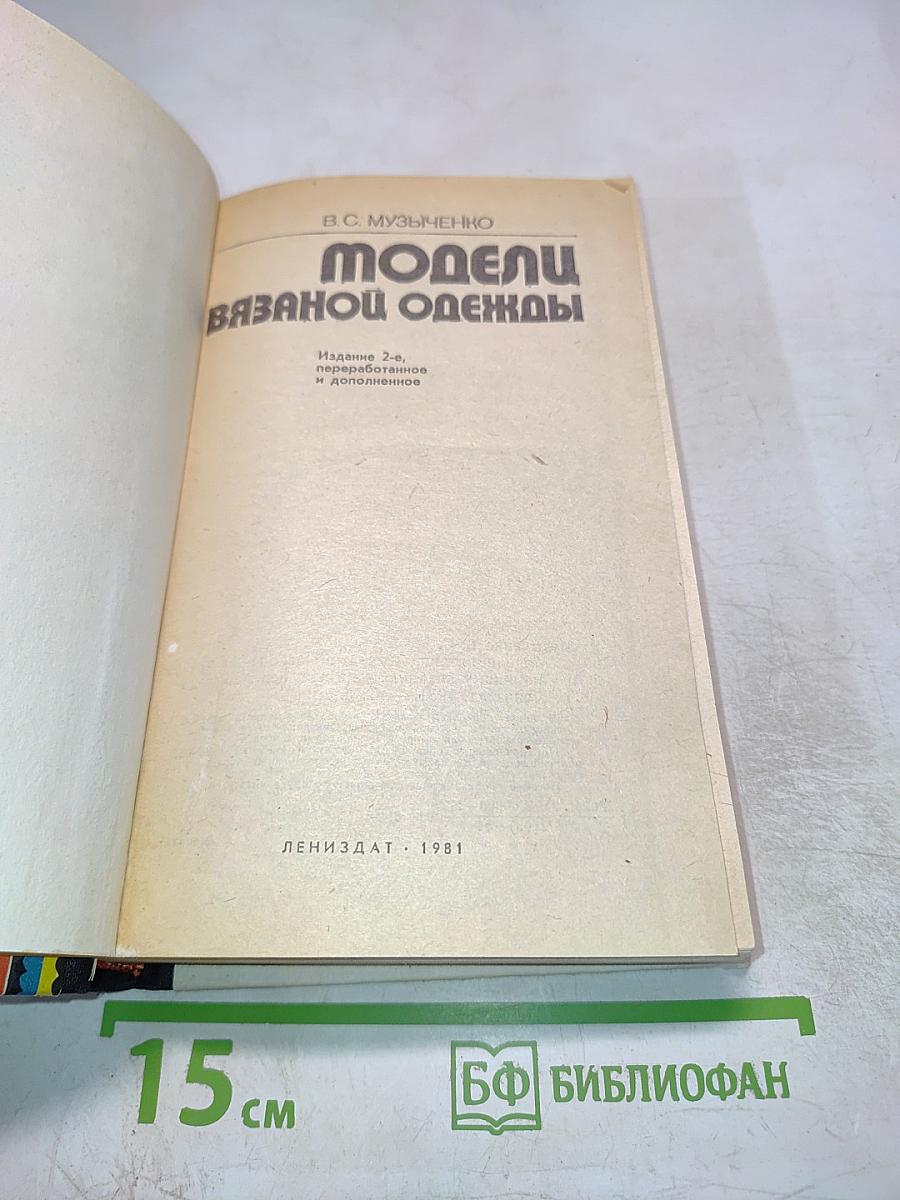 В. С. МУЗЫЧЕНКО
МОДЕЛИ
ВЯЗАНОЙ ОДЕЖДЫ
Издание 2-е,
переработанное
и дополненное
ЛЕНИЗДАТ · 1981
15 см
БФ БИБЛИОФАН